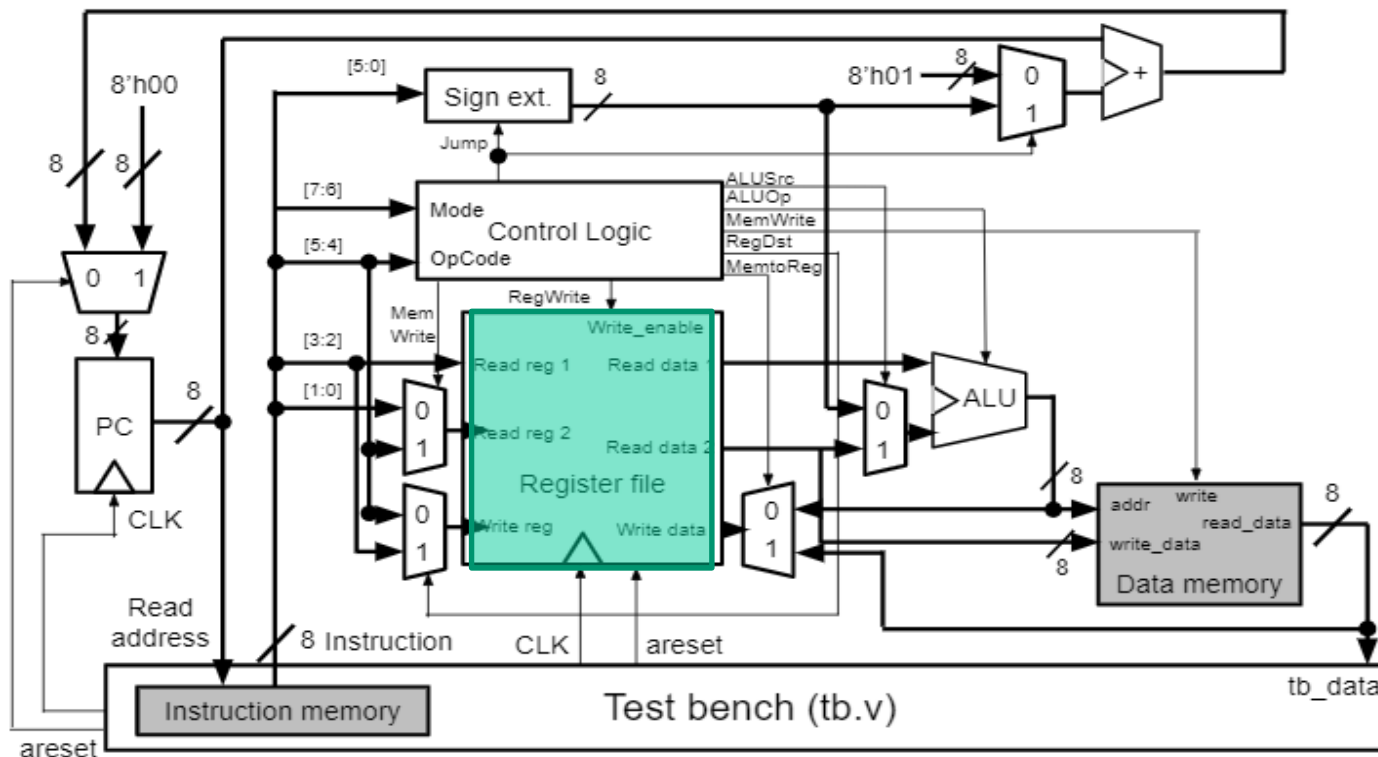 [5:0]
8
8'h01
8
0
1
+
8'h00
Sign ext.
8
8
Jump
[7:6]
Mode
Control Logic
OpCode
ALUSrc
ALUOp
MemWrite
RegDst
MemtoReg
[5:4]
0 1
8
Mem
Write
RegWrite
Write_enable
[3:2]
Read reg 1
Read data 1
[1:0]
0
1
Read reg 2
Read data 2
0
1
ALU
PC
8
CLK
Register file
0
1
Write reg
Write data
0
1
8
8
addr
write
read_data
write_data
Data memory
8
Read
address
8 Instruction
CLK
areset
tb_data
Instruction memory
Test bench (tb.v)
areset